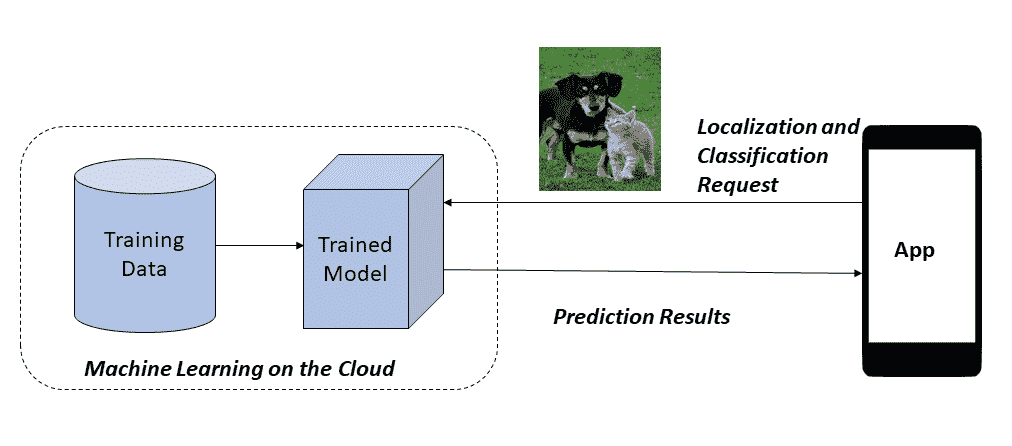 Localization and
Classification
Request
Training
Data
Trained
Model
App
Prediction Results
Machine Learning on the Cloud